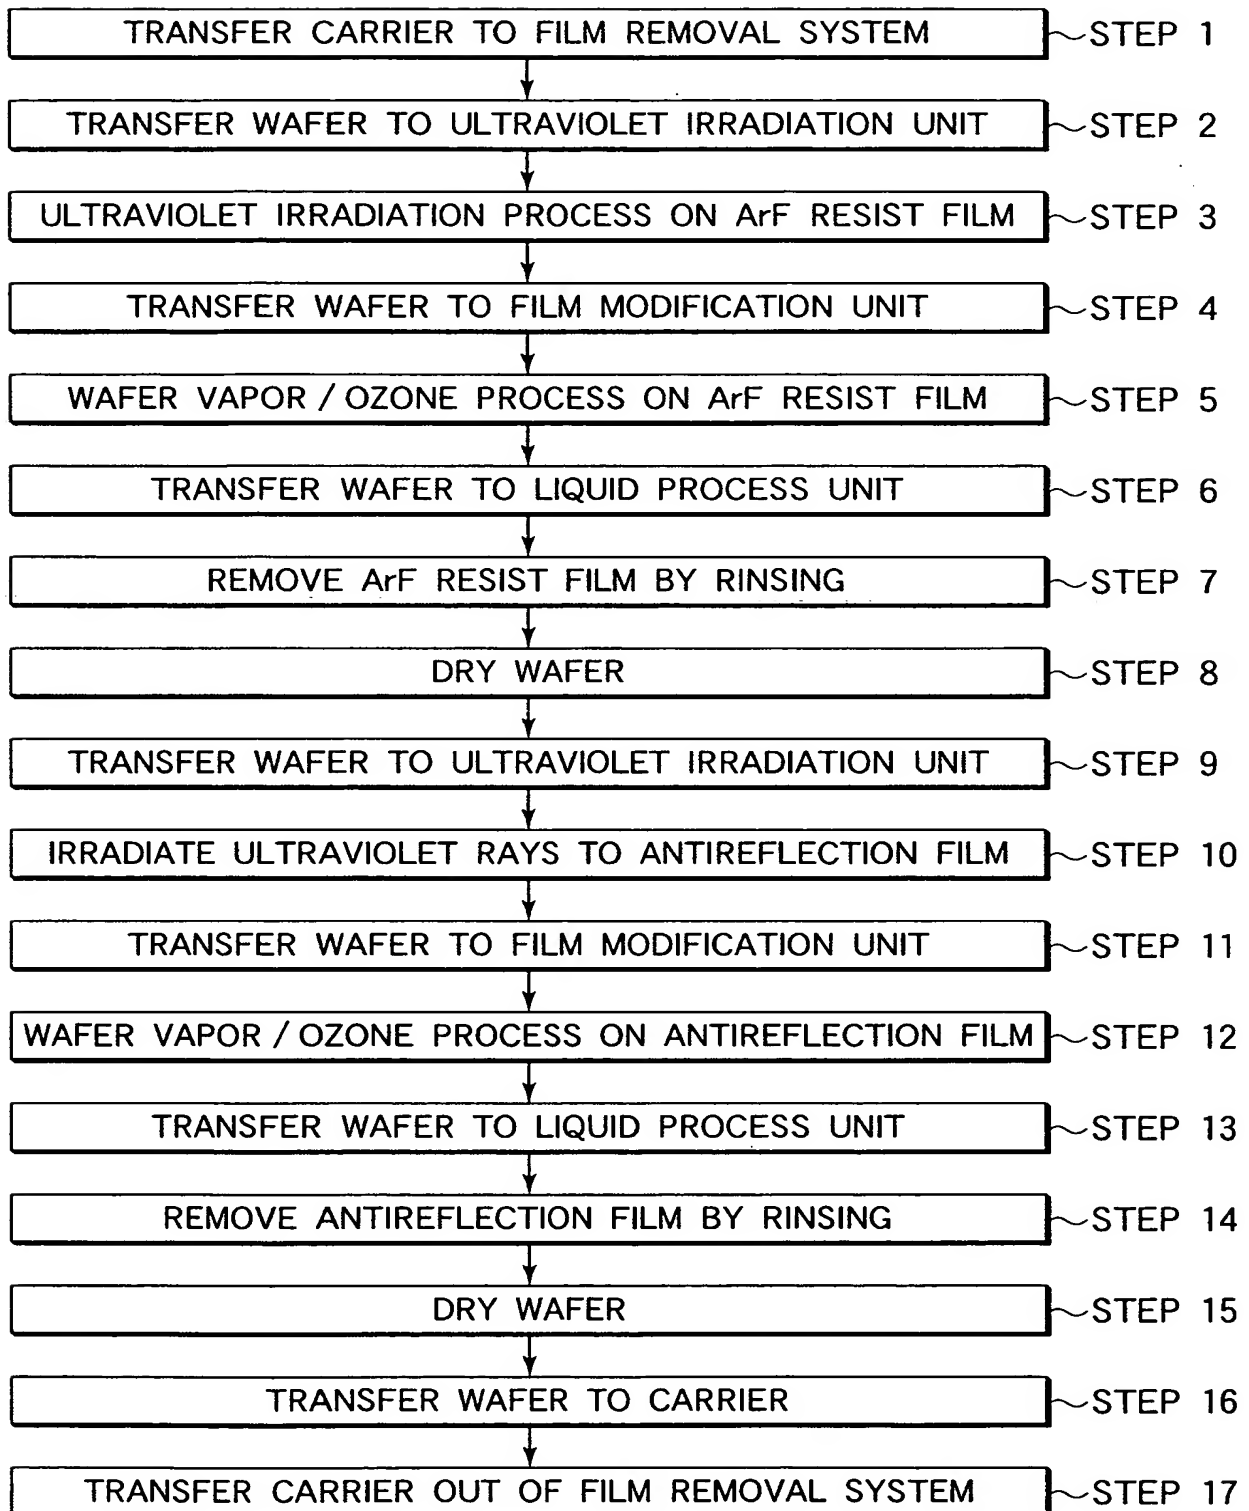 TRANSFER CARRIER TO FILM REMOVAL SYSTEM STEP 1
TRANSFER WAFER TO ULTRAVIOLET IRRADIATION UNIT STEP 2
ULTRAVIOLET IRRADIATION PROCESS ON ArF RESIST FILM STEP 3
TRANSFER WAFER TO FILM MODIFICATION UNIT STEP 4
WAFER VAPOR / OZONE PROCESS ON ArF RESIST FILM STEP 5
TRANSFER WAFER TO LIQUID PROCESS UNIT STEP 6
REMOVE ArF RESIST FILM BY RINSING STEP 7
DRY WAFER STEP 8
TRANSFER WAFER TO ULTRAVIOLET IRRADIATION UNIT STEP 9
IRRADIATE ULTRAVIOLET RAYS TO ANTIREFLECTION FILM STEP 10
TRANSFER WAFER TO FILM MODIFICATION UNIT STEP 11
WAFER VAPOR / OZONE PROCESS ON ANTIREFLECTION FILM STEP 12
TRANSFER WAFER TO LIQUID PROCESS UNIT STEP 13
REMOVE ANTIREFLECTION FILM BY RINSING STEP 14
DRY WAFER STEP 15
TRANSFER WAFER TO CARRIER STEP 16
TRANSFER CARRIER OUT OF FILM REMOVAL SYSTEM STEP 17